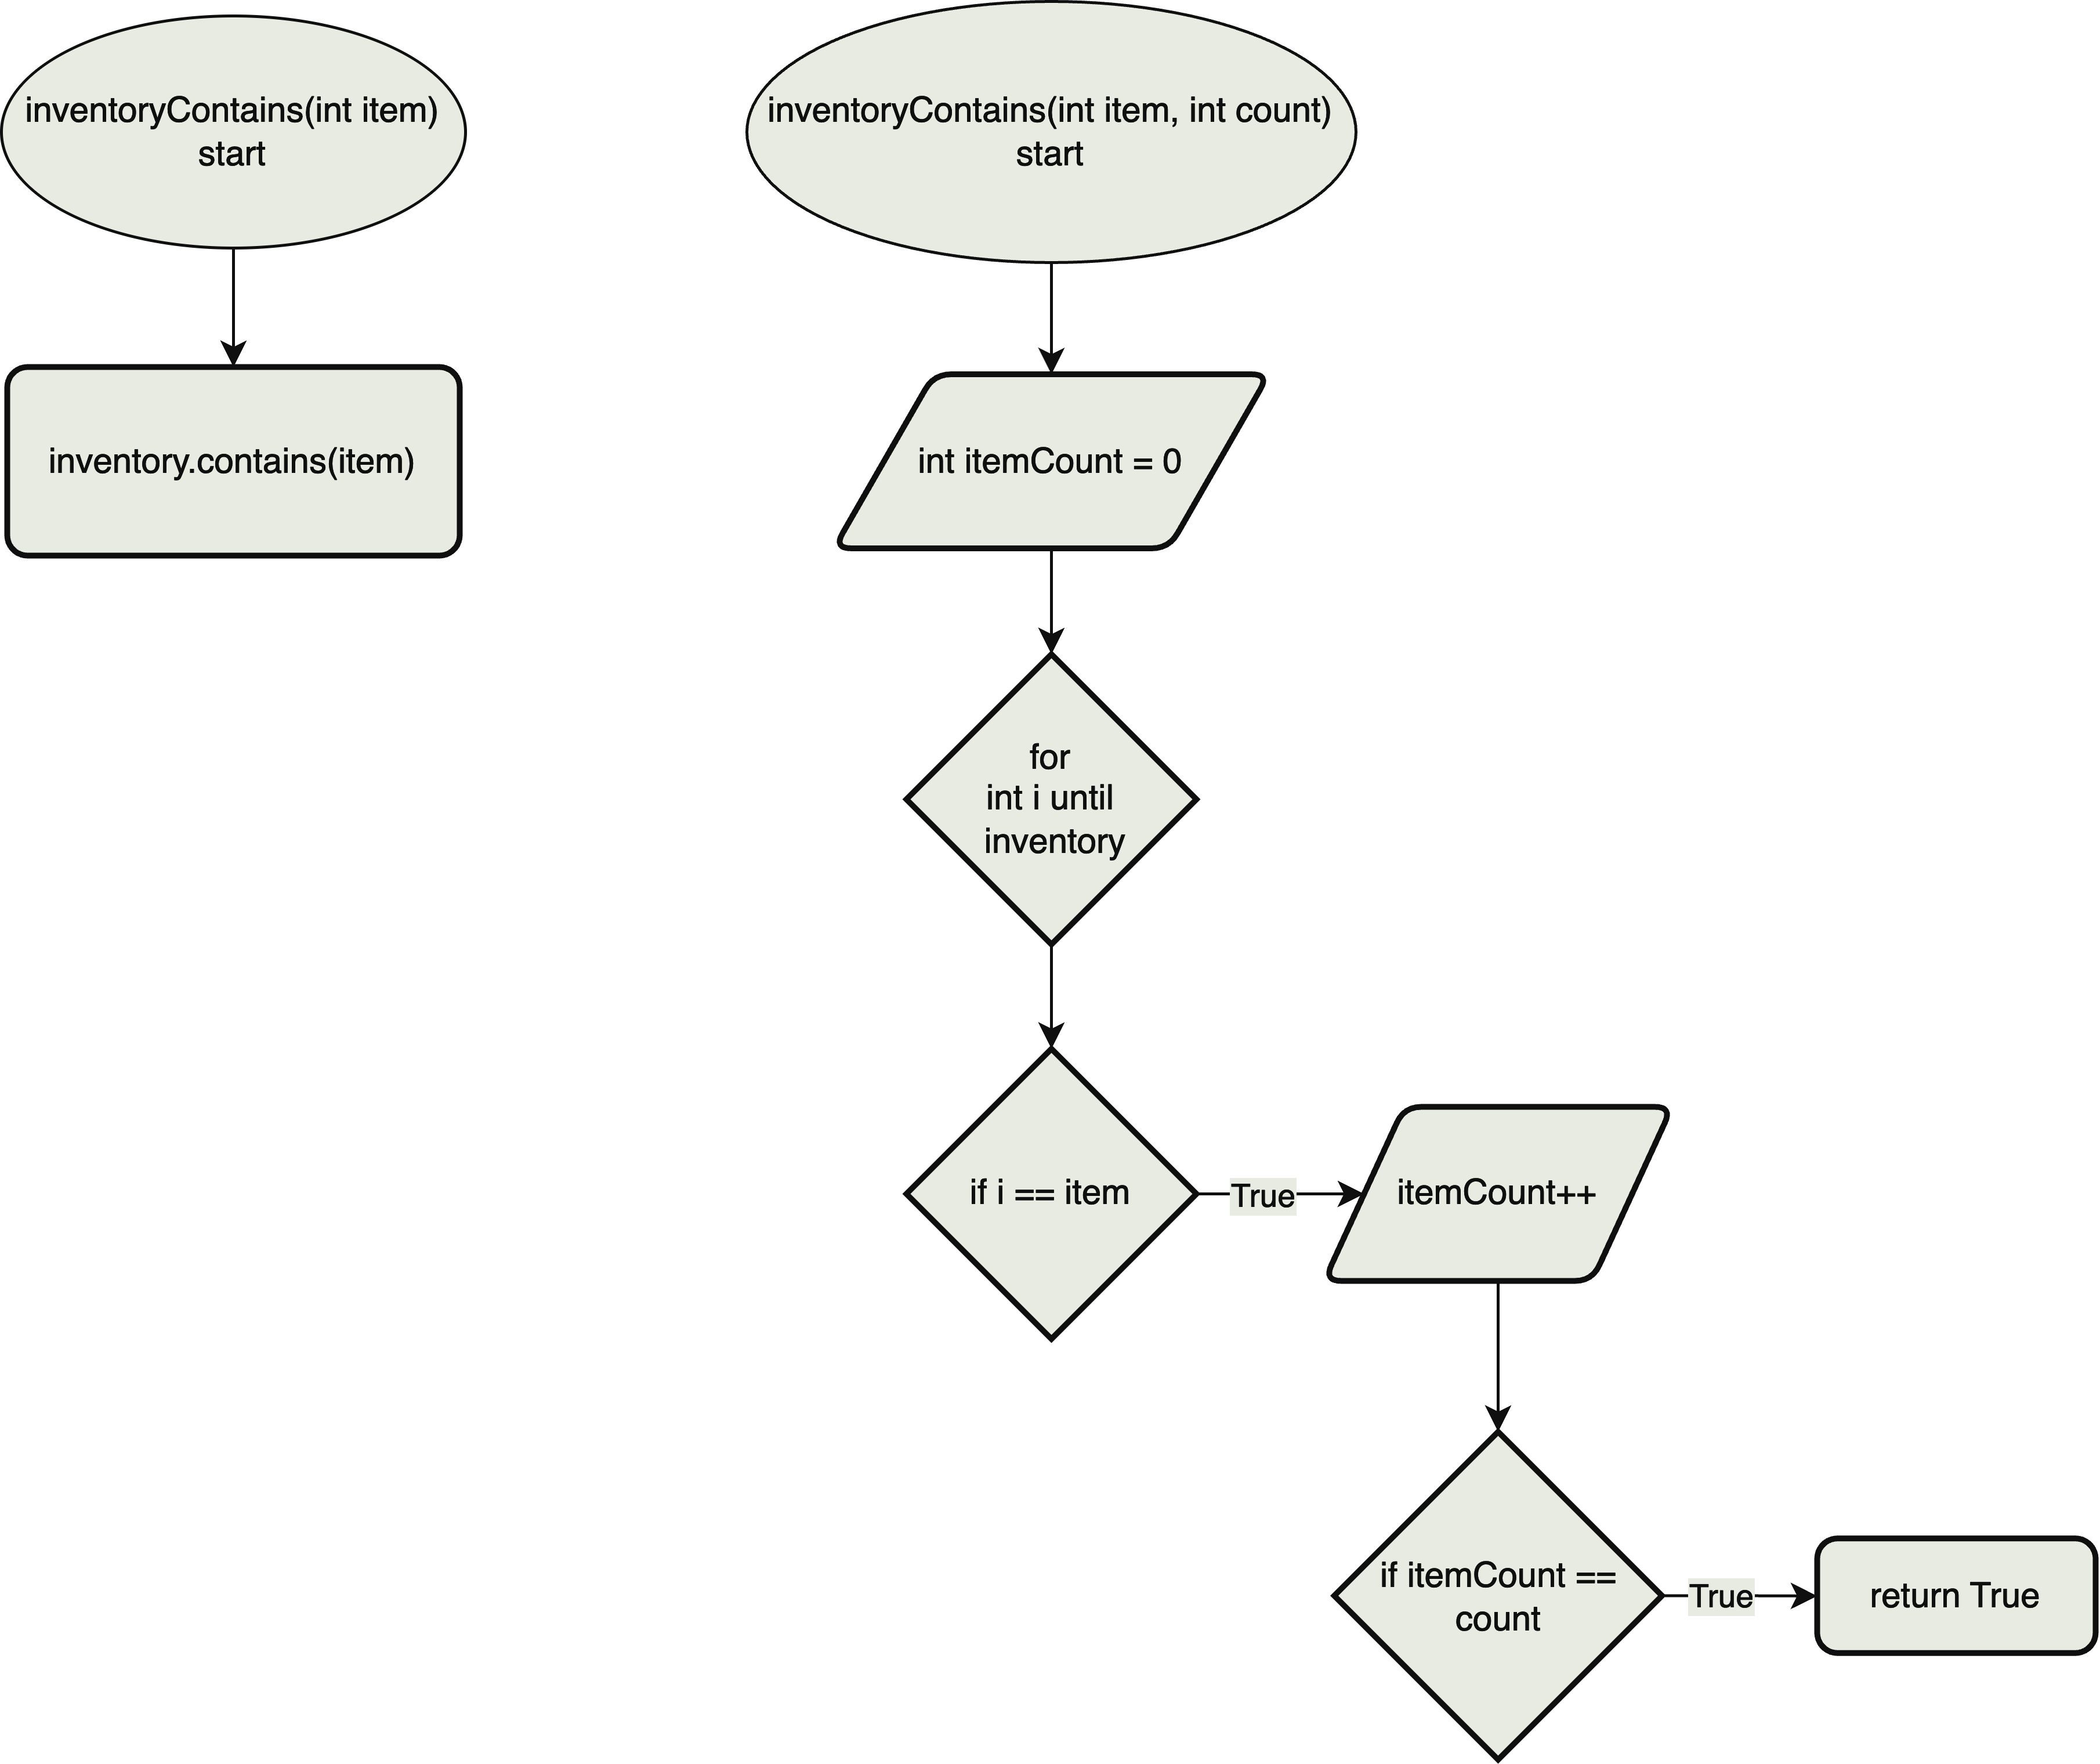 inventoryContains(int item)
start
inventory.contains(item)
inventoryContains(int item, int count)
start
int itemCount = 0
for
int i until
inventory
if i == item
True
itemCount++
if itemCount ==
count
True
return True